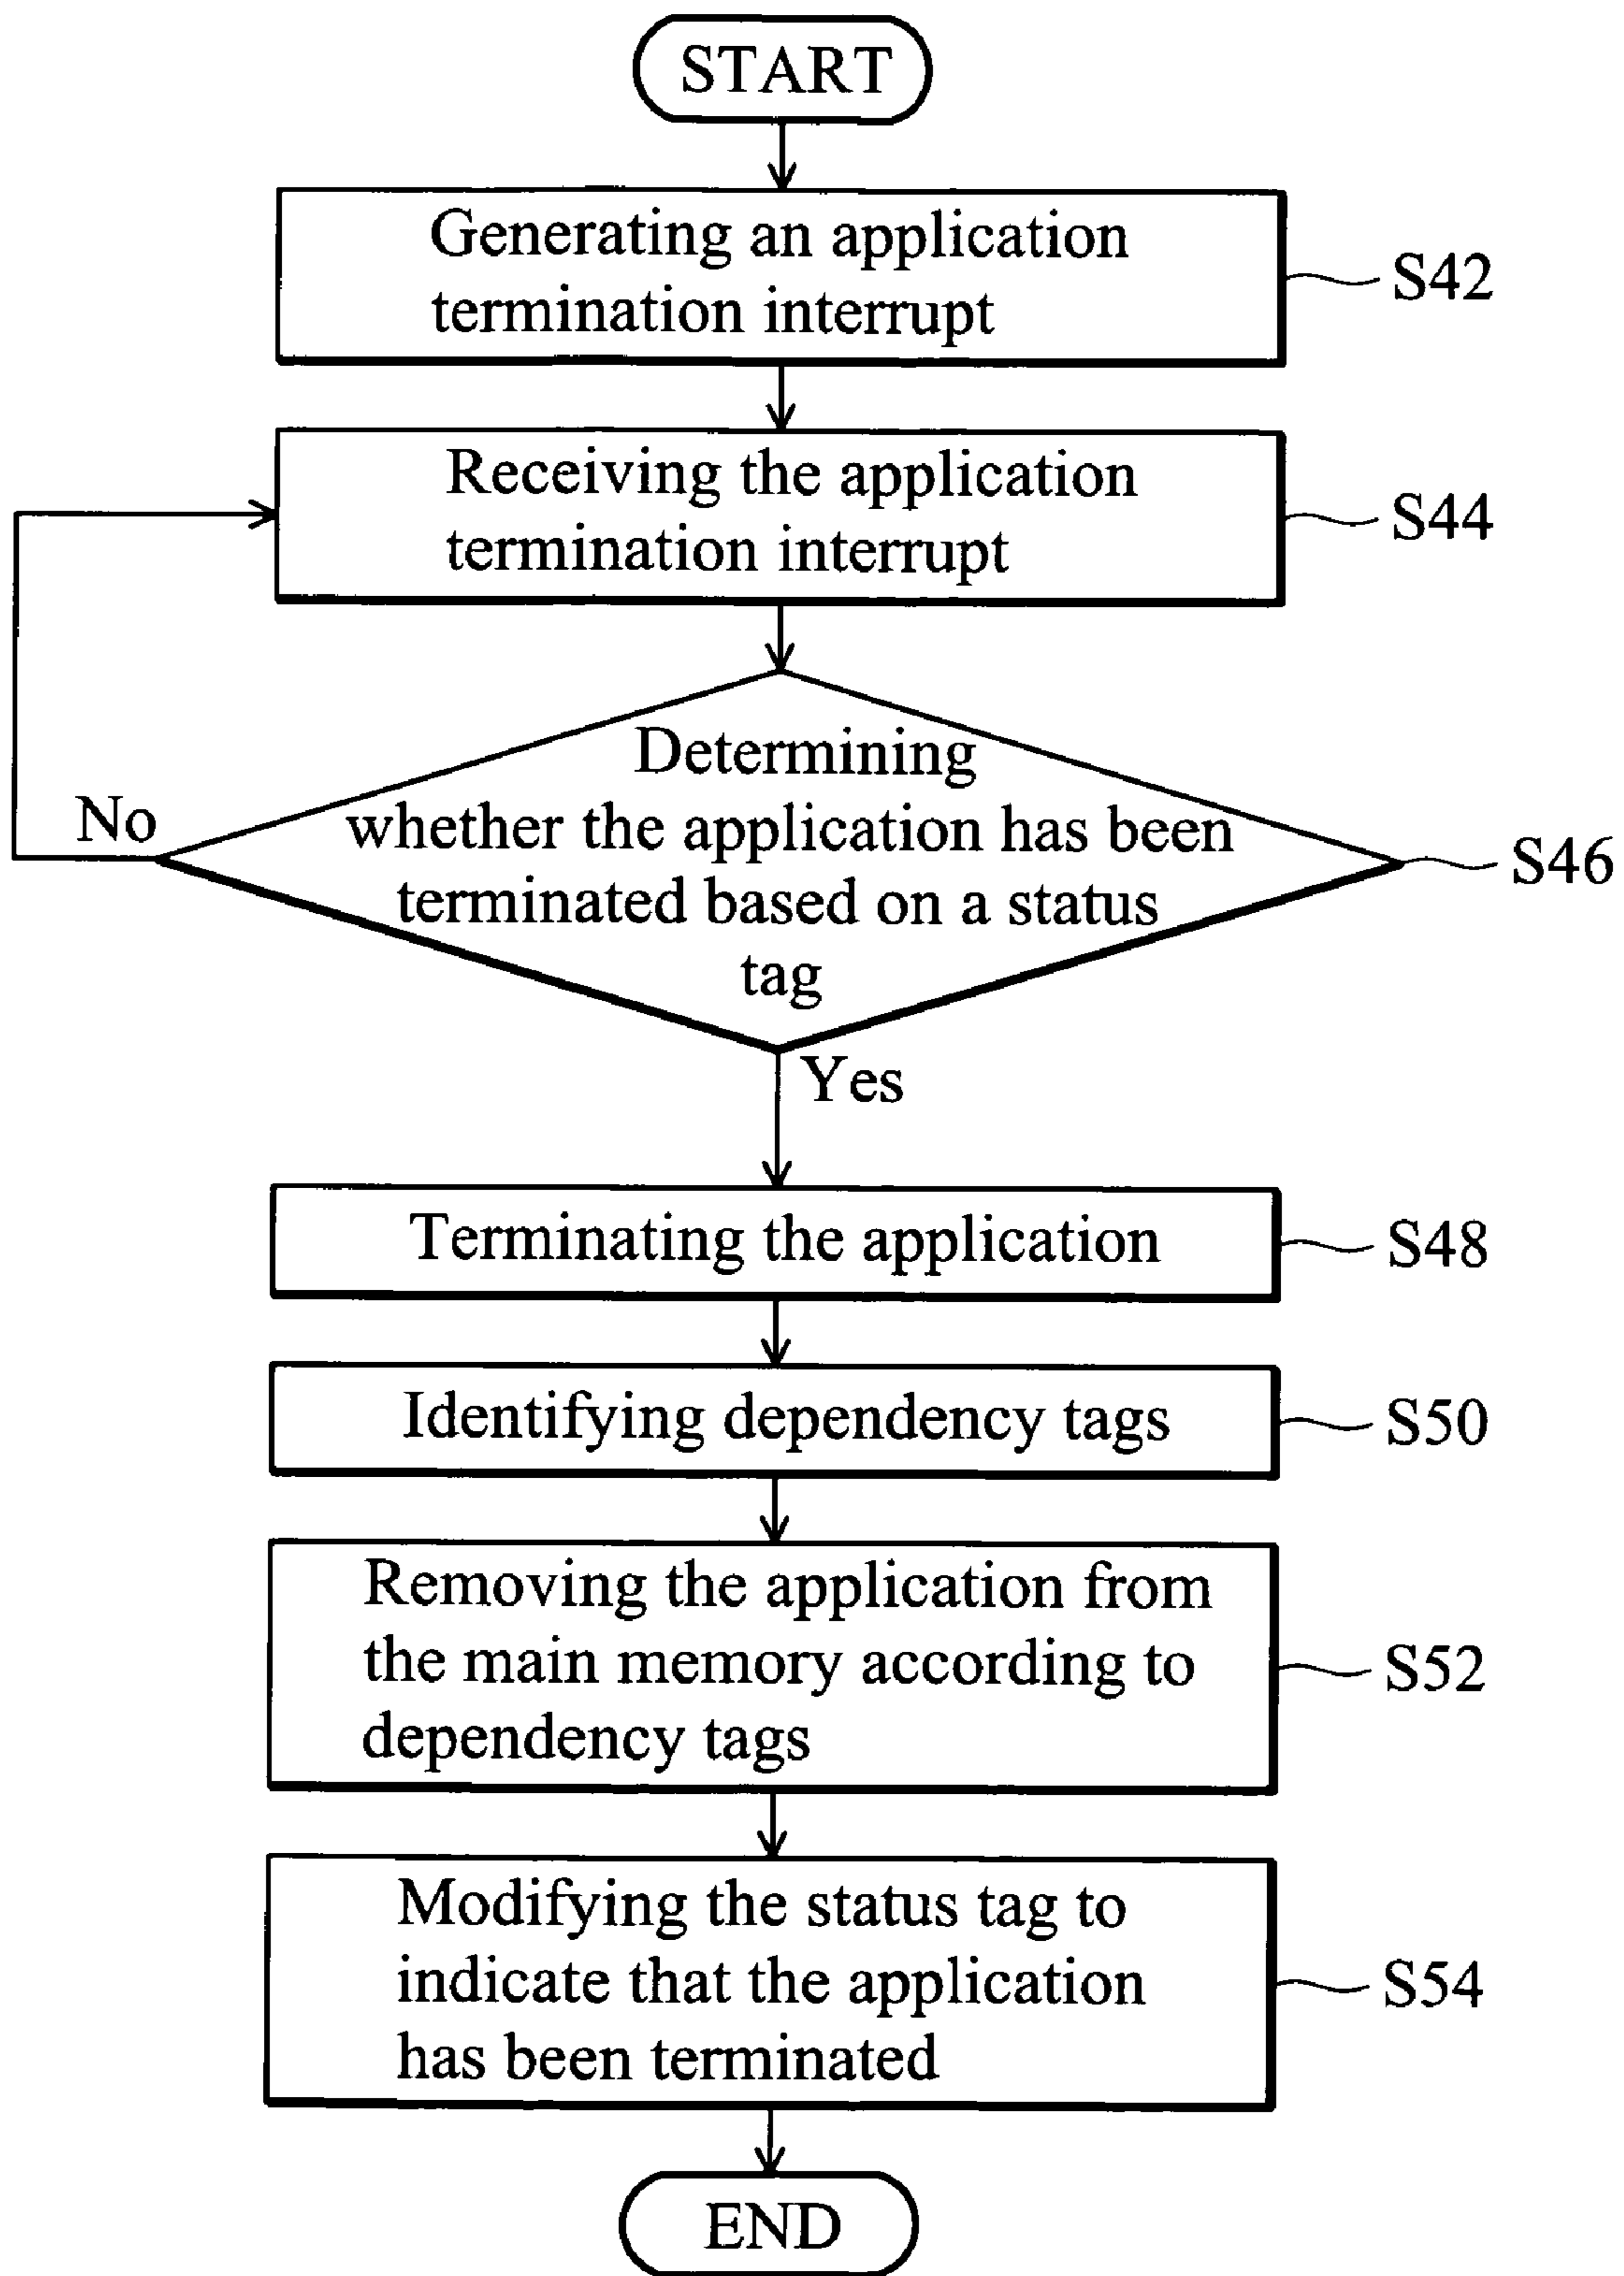 START
Generating an application
termination interrupt
S42
Receiving the application
termination interrupt
S44
Determining
whether the application has been
terminated based on a status
tag
S46
No
Yes
Terminating the application
S48
Identifying dependency tags
S50
Removing the application from
the main memory according to
dependency tags
S52
Modifying the status tag to
indicate that the application
has been terminated
S54
END